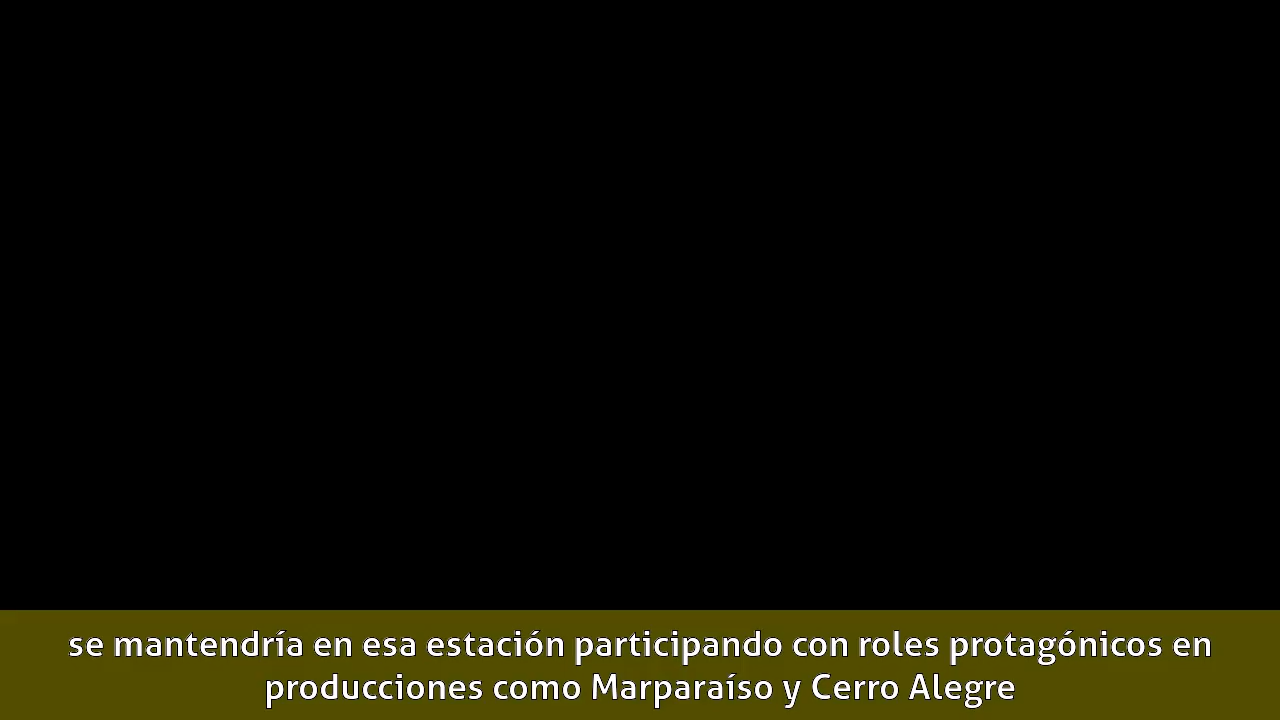 se mantendría en esa estación participando con roles protagónicos en
producciones como Marparaíso y Cerro Alegre